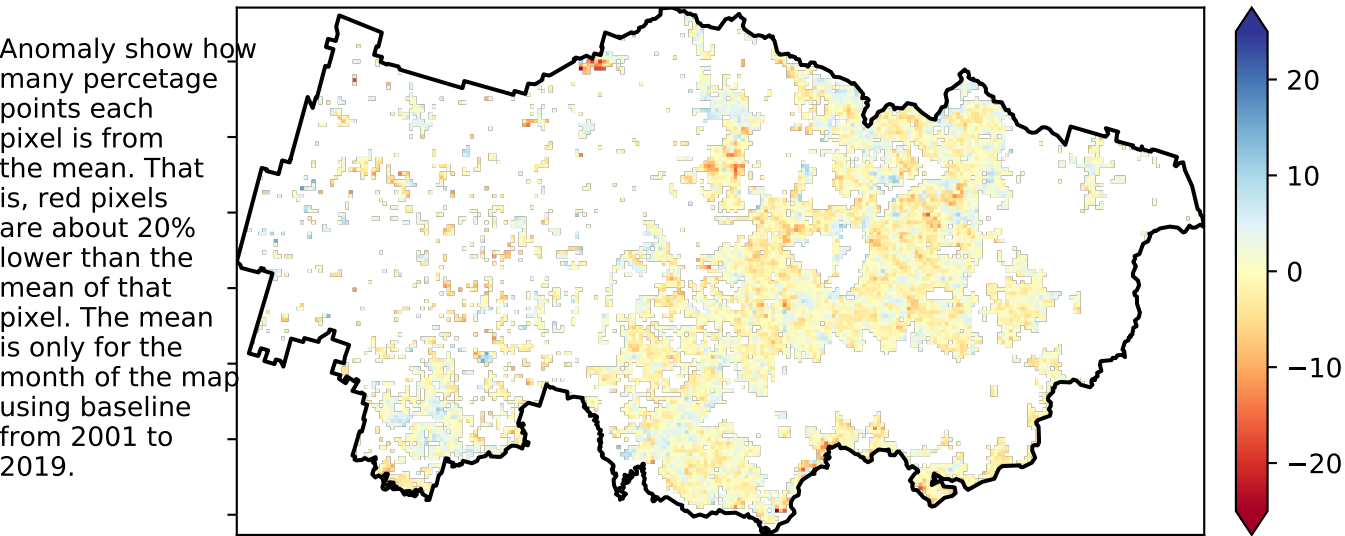 Anomaly show how
many percetage
points each
pixel is from
the mean. That
is, red pixels
are about 20%
lower than the
mean of that
pixel. The mean
is only for the
month of the map
using baseline
from 2001 to
2019.
20
10
0
−10
−20